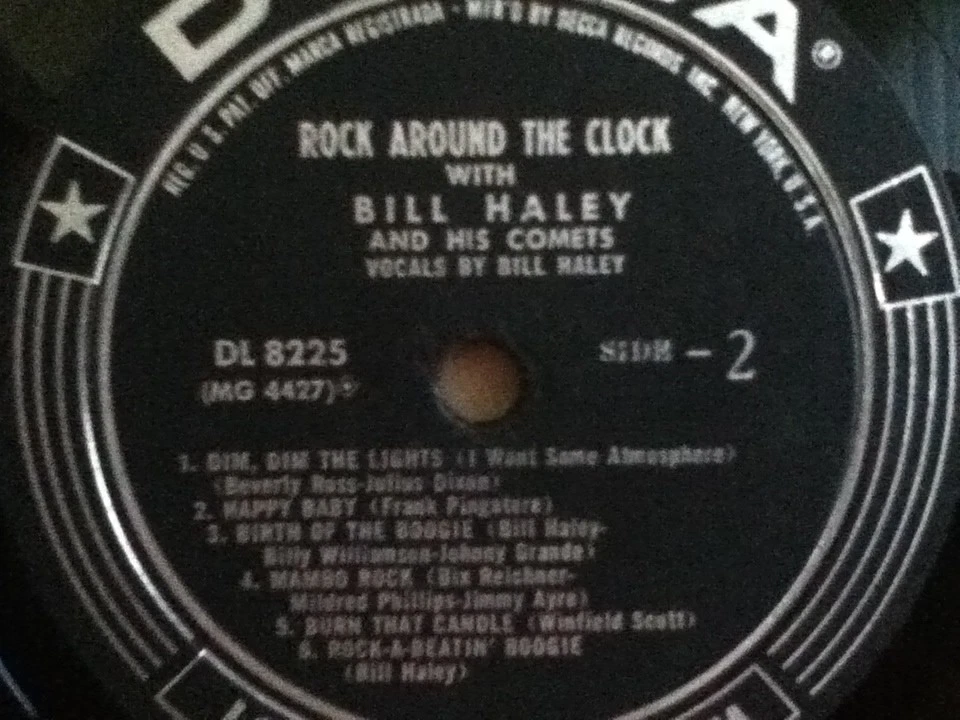 REG. U S. PAT. OFF. MARCA REGISTRADA - MFR'D BY DECCA RECORDS INC. NEW YORK, U S A
ROCK AROUND THE CLOCK
WITH
BILL HALEY
AND HIS COMETS
VOCALS BY BILL HALEY
DL 8225
SIDE - 2
(MG 4427)
1. DIM, DIM THE LIGHTS (I Want Some Atmosphere)
(Beverly Ross-Julius Dixon)
2. HAPPY BABY (Frank Pingatore)
3. BIRTH OF THE BOOGIE (Bill Haley-
Billy Williamson-Johnny Grande)
4. MAMBO ROCK (Bix Reichner-
Mildred Phillips-Jimmy Ayre)
5. BURN THAT CANDLE (Winfield Scott)
6. ROCK-A-BEATIN' BOOGIE
(Bill Haley)